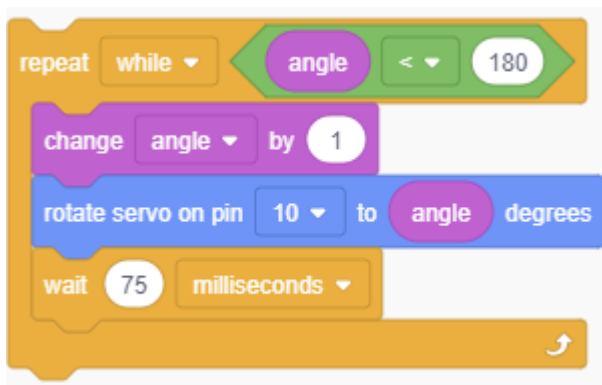 repeat while angle < 180
change angle by 1
rotate servo on pin 10 to angle degrees
wait 75 milliseconds